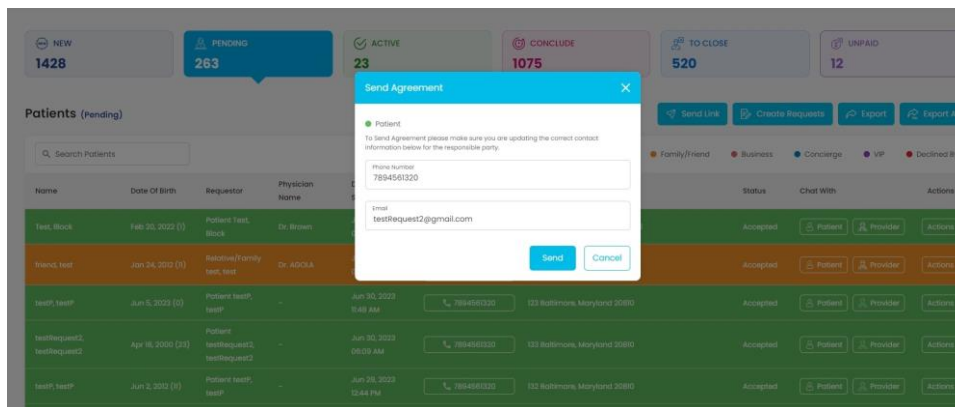 NEW
1428
PENDING
263
ACTIVE
23
CONCLUDE
1075
TO CLOSE
520
UNPAID
12
Patients (Pending)
Send Link
Create Requests
Export
Export A
Send Agreement
Patient
To Send Agreement please make sure you are updating the correct contact
information below for the responsible party.
Phone Number
7894561320
Email
testRequest2@gmail.com
Send
Cancel
Search Patients
Family/Friend
Business
Concierge
VIP
Declined B
Name
Date Of Birth
Requestor
Physician
Name
Status
Chat With
Actions
Test, Block
Feb 20, 2022 (1)
Patient Test,
Block
Dr. Brown
Accepted
Patient
Provider
Actions
friend, test
Jan 24, 2012 (11)
Relative/Family
test, test
Dr. AGOLA
Accepted
Patient
Provider
Actions
testP, testP
Jun 5, 2023 (0)
Patient testP,
testP
-
Jun 30, 2023
11:48 AM
7894561320
123 Baltimore, Maryland 20810
Accepted
Patient
Provider
Actions
testRequest2,
testRequest2
Apr 18, 2000 (23)
Patient
testRequest2,
testRequest2
-
Jun 30, 2023
06:09 AM
7894561320
123 Baltimore, Maryland 20810
Accepted
Patient
Provider
Actions
testP, testP
Jun 2, 2012 (11)
Patient testP,
testP
-
Jun 28, 2023
12:44 PM
7894561320
132 Baltimore, Maryland 20810
Accepted
Patient
Provider
Actions